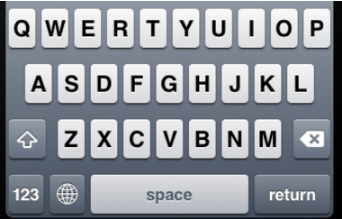 Q W E R T Y U I O P
A S D F G H J K L
Z X C V B N M
123 space return